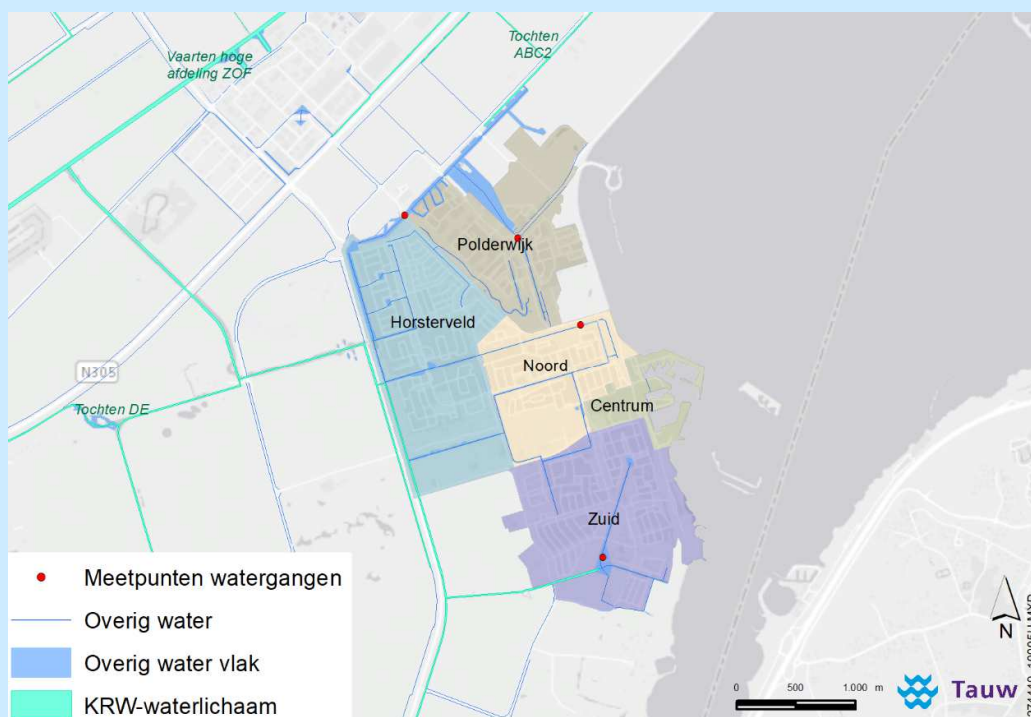 Tochten
ABC2
Vaarten hoge
afdeling ZOF
Polderwijk
Horsterveld
N305
Noord
Centrum
Tochten DE
Zuid
Meetpunten watergangen
Overig water
Overig water vlak
KRW-waterlichaam
N
0 500 1.000 m
Tauw